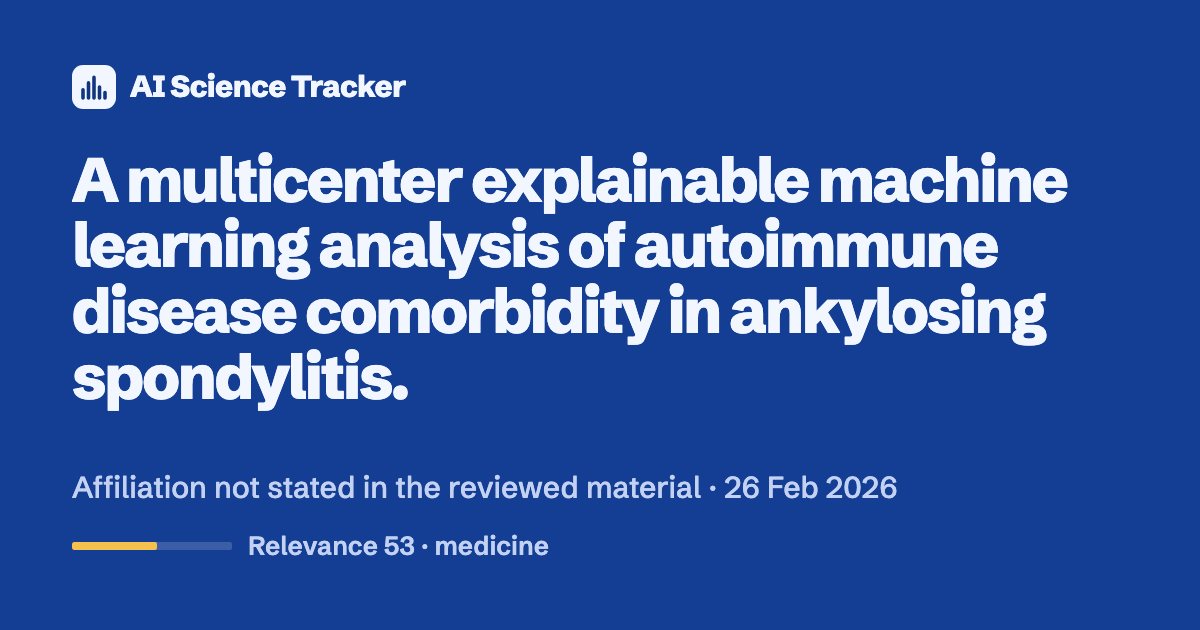 AI Science Tracker
A multicenter explainable machine
learning analysis of autoimmune
disease comorbidity in ankylosing
spondylitis.
Affiliation not stated in the reviewed material · 26 Feb 2026
Relevance 53 · medicine